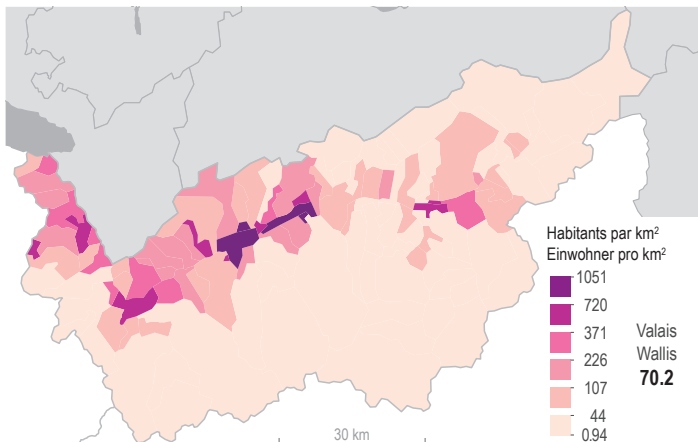 Habitants par km²
Einwohner pro km²
1051
720
371
226
107
44
0.94
Valais
Wallis
70.2
30 km